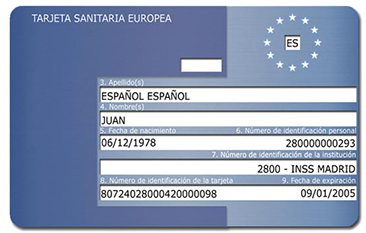 TARJETA SANITARIA EUROPEA
ES
3. Apellido(s)
ESPAÑOL ESPAÑOL
4. Nombre(s)
JUAN
5. Fecha de nacimiento 6. Número de identificación personal
06/12/1978 280000000293
7. Número de identificación de la institución
2800 - INSS MADRID
8. Número de identificación de la tarjeta 9. Fecha de expiración
80724028000420000098 09/01/2005